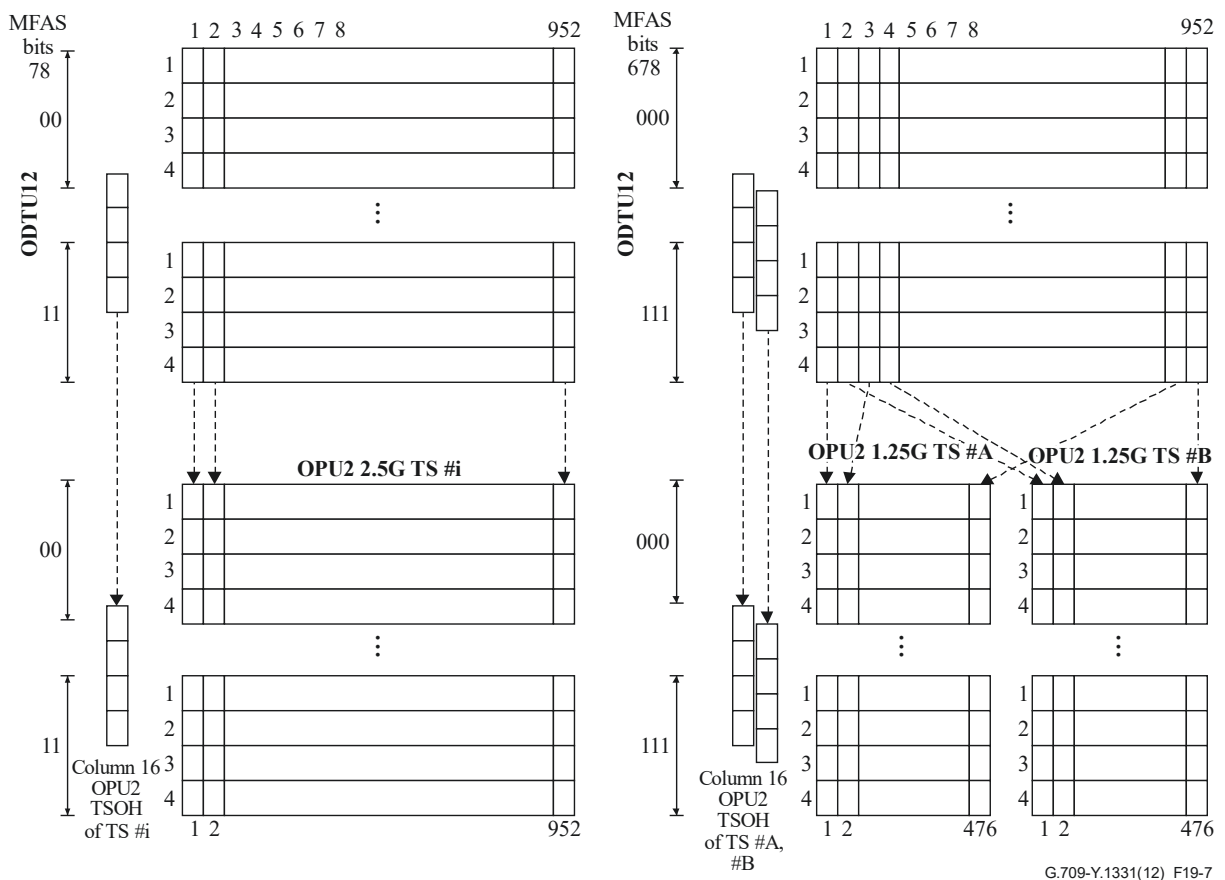 MFAS
bits
78
1 2 3 4 5 6 7 8 952
1
2
3
4
00
ODTU12
⋮
1
2
3
4
11
OPU2 2.5G TS #i
1
2
3
4
00
⋮
1
2
3
4
11
Column 16
OPU2
TSOH
of TS #i
1 2 952
MFAS
bits
678
1 2 3 4 5 6 7 8 952
1
2
3
4
000
ODTU12
⋮
1
2
3
4
111
OPU2 1.25G TS #A
OPU2 1.25G TS #B
1
2
3
4
1
2
3
4
000
⋮
⋮
1
2
3
4
1
2
3
4
111
Column 16
OPU2
TSOH
of TS #A,
#B
1 2 476
1 2 476
G.709-Y.1331(12)_F19-7